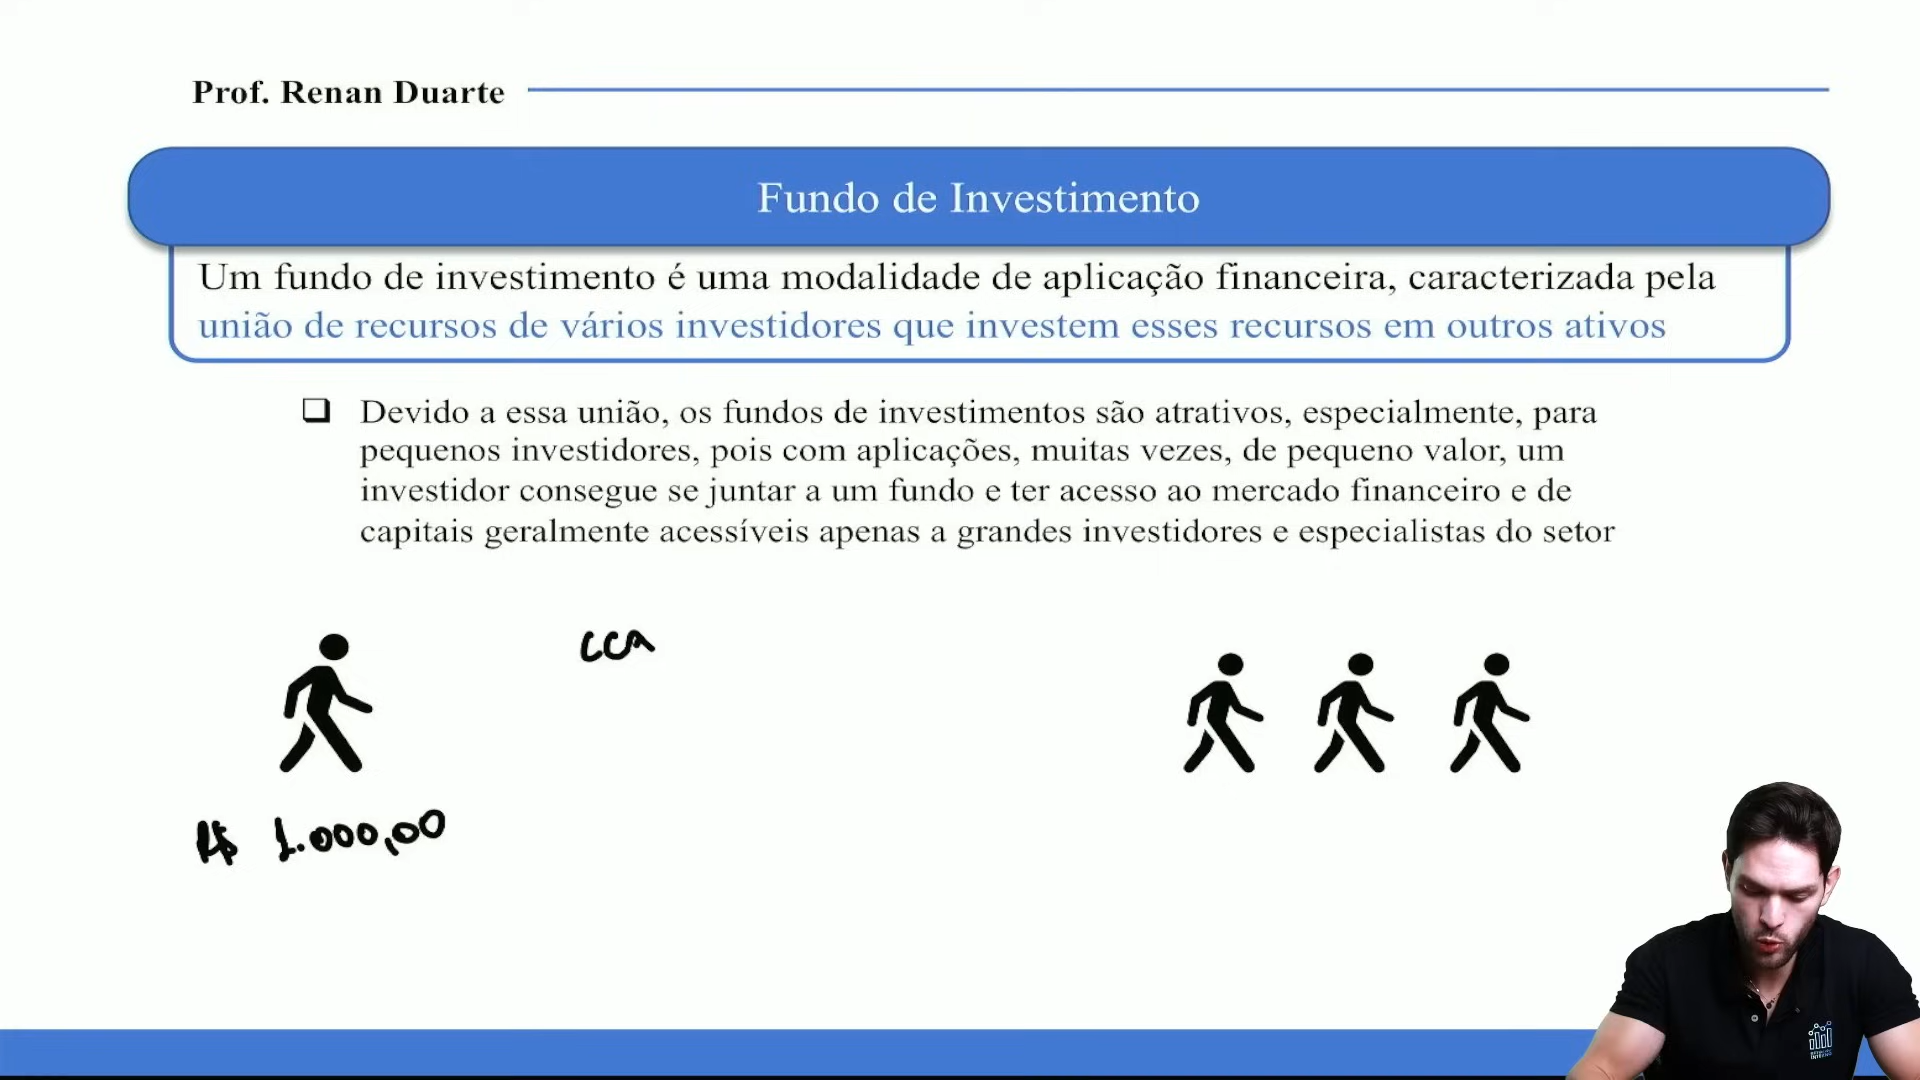 Prof. Renan Duarte
Fundo de Investimento
Um fundo de investimento é uma modalidade de aplicação financeira, caracterizada pela
união de recursos de vários investidores que investem esses recursos em outros ativos
❑ Devido a essa união, os fundos de investimentos são atrativos, especialmente, para
pequenos investidores, pois com aplicações, muitas vezes, de pequeno valor, um
investidor consegue se juntar a um fundo e ter acesso ao mercado financeiro e de
capitais geralmente acessíveis apenas a grandes investidores e especialistas do setor
R$ 1.000,00